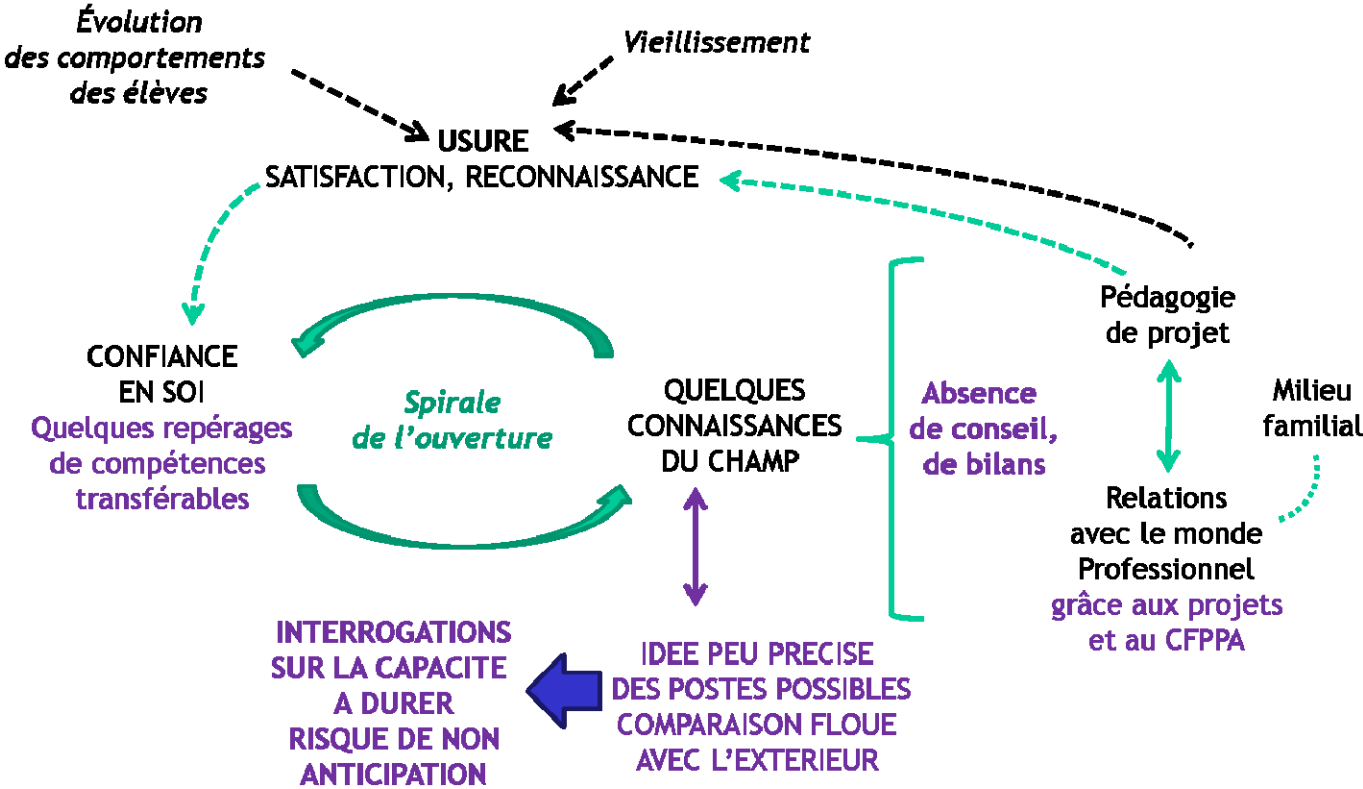 Évolution
des comportements
des élèves
Vieillissement
USURE
SATISFACTION, RECONNAISSANCE
CONFIANCE
EN SOI
Quelques repérages
de compétences
transférables
Spirale
de l'ouverture
QUELQUES
CONNAISSANCES
DU CHAMP
Absence
de conseil,
de bilans
Pédagogie
de projet
Milieu
familial
Relations
avec le monde
Professionnel
grâce aux projets
et au CFPPA
INTERROGATIONS
SUR LA CAPACITE
A DURER
RISQUE DE NON
ANTICIPATION
IDEE PEU PRECISE
DES POSTES POSSIBLES
COMPARAISON FLOUE
AVEC L'EXTERIEUR